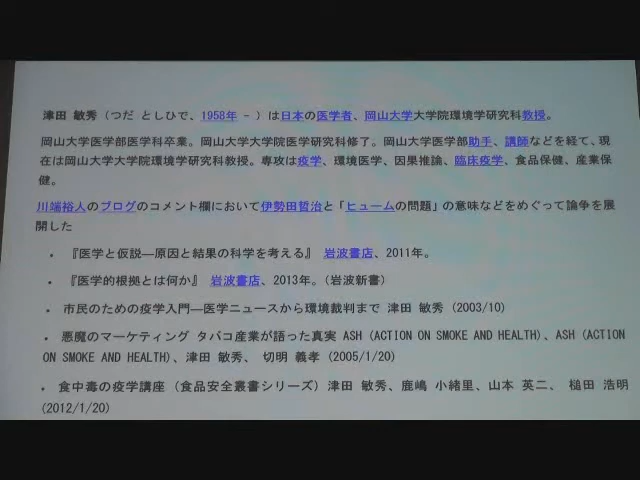 津田 敏秀（つだ としひで、1958年 - ）は日本の医学者、岡山大学大学院環境学研究科教授。
岡山大学医学部医学科卒業。岡山大学大学院医学研究科修了。岡山大学医学部助手、講師などを経て、現
在は岡山大学大学院環境学研究科教授。専攻は疫学、環境医学、因果推論、臨床疫学、食品保健、産業保
健。
川端裕人のブログのコメント欄において伊勢田哲治と「ヒュームの問題」の意味などをめぐって論争を展
開した
• 『医学と仮説―原因と結果の科学を考える』 岩波書店、2011年。
• 『医学的根拠とは何か』 岩波書店、2013年。（岩波新書）
• 市民のための疫学入門―医学ニュースから環境裁判まで 津田 敏秀 (2003/10)
• 悪魔のマーケティング タバコ産業が語った真実 ASH (ACTION ON SMOKE AND HEALTH)、ASH (ACTION
ON SMOKE AND HEALTH)、津田 敏秀、 切明 義孝 (2005/1/20)
• 食中毒の疫学講座 (食品安全叢書シリーズ) 津田 敏秀、鹿嶋 小緒里、山本 英二、 槌田 浩明
(2012/1/20)